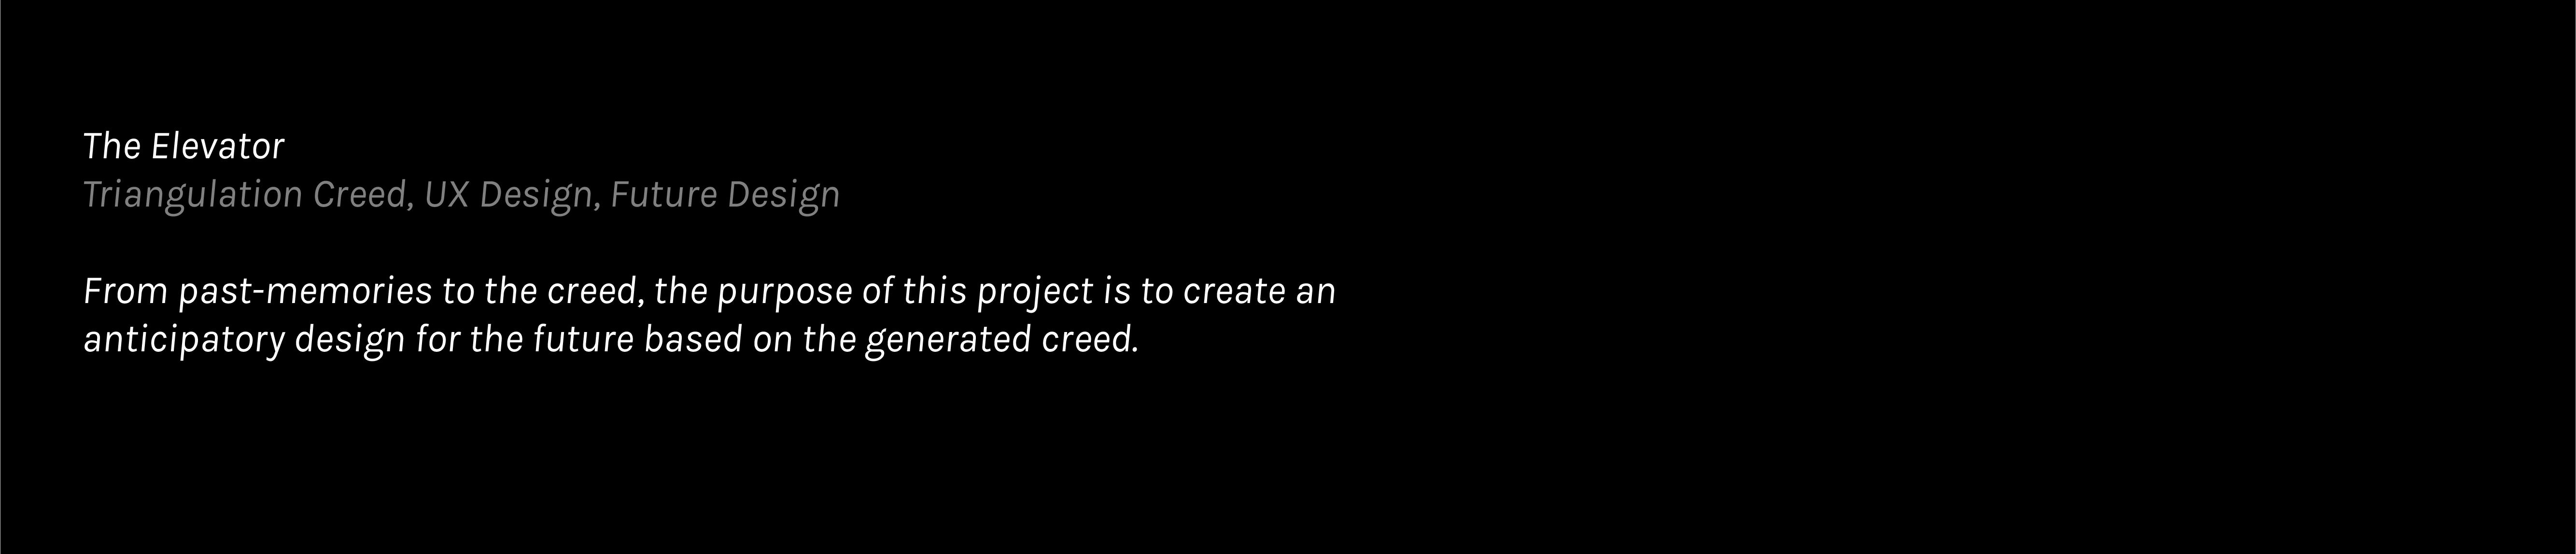 The Elevator
Triangulation Creed, UX Design, Future Design
From past-memories to the creed, the purpose of this project is to create an
anticipatory design for the future based on the generated creed.